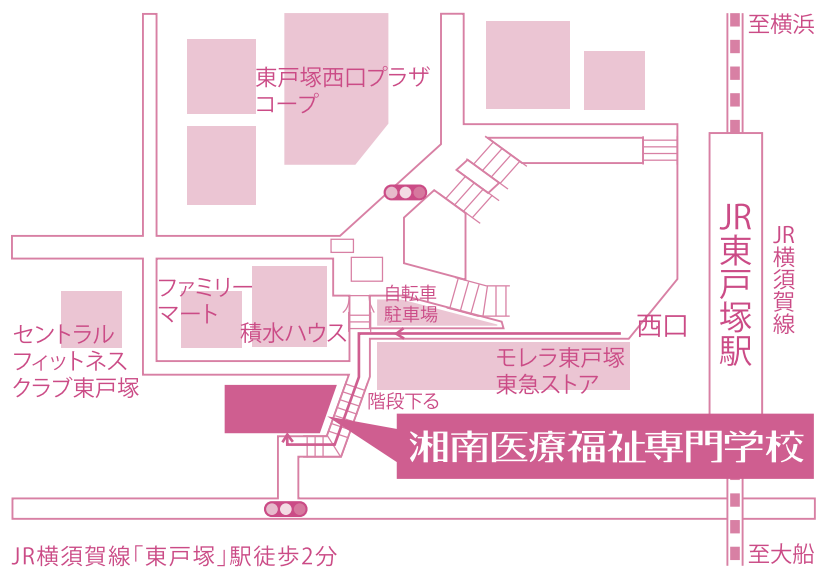 至横浜
東戸塚西口プラザ
コープ
JR東戸塚駅
JR横須賀線
ファミリー
マート
自転車
駐車場
西口
積水ハウス
セントラル
フィットネス
クラブ東戸塚
モレラ東戸塚
東急ストア
階段下る
湘南医療福祉専門学校
JR横須賀線「東戸塚」駅徒歩2分
至大船